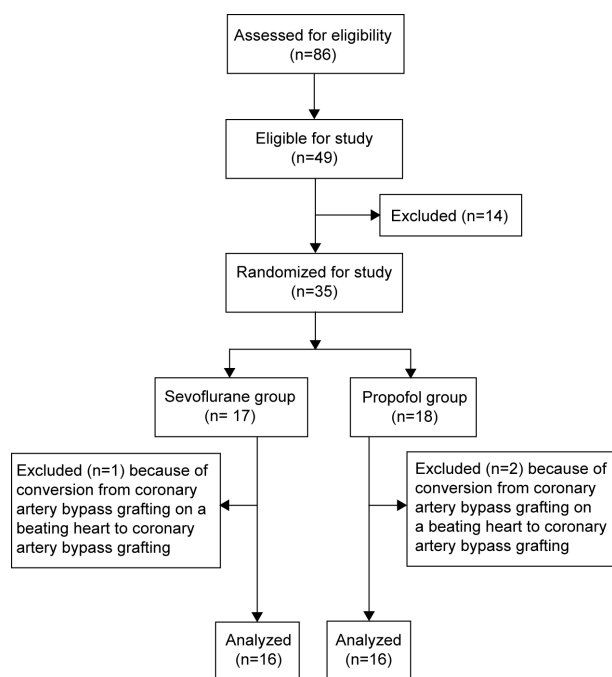 Assessed for eligibility
(n=86)
Eligible for study
(n=49)
Excluded (n=14)
Randomized for study
(n=35)
Sevoflurane group
(n= 17)
Propofol group
(n=18)
Excluded (n=1) because of
conversion from coronary
artery bypass grafting on a
beating heart to coronary
artery bypass grafting
Excluded (n=2) because of
conversion from coronary
artery bypass grafting on
a beating heart to coronary
artery bypass grafting
Analyzed
(n=16)
Analyzed
(n=16)